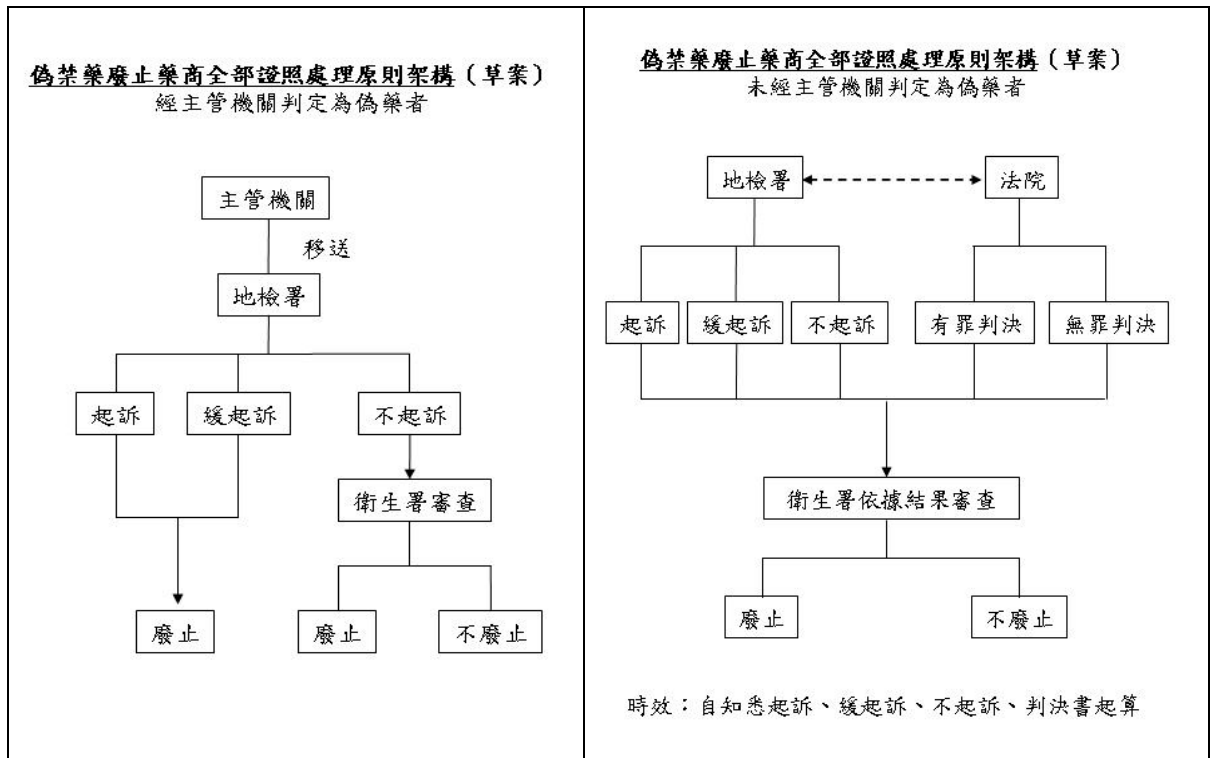 偽禁藥廢止藥商全部證照處理原則架構（草案）
經主管機關判定為偽藥者
主管機關
移送
地檢署
起訴
緩起訴
不起訴
衛生署審查
廢止
廢止
不廢止
偽禁藥廢止藥商全部證照處理原則架構（草案）
未經主管機關判定為偽藥者
地檢署
法院
起訴
緩起訴
不起訴
有罪判決
無罪判決
衛生署依據結果審查
廢止
不廢止
時效：自知悉起訴、緩起訴、不起訴、判決書起算